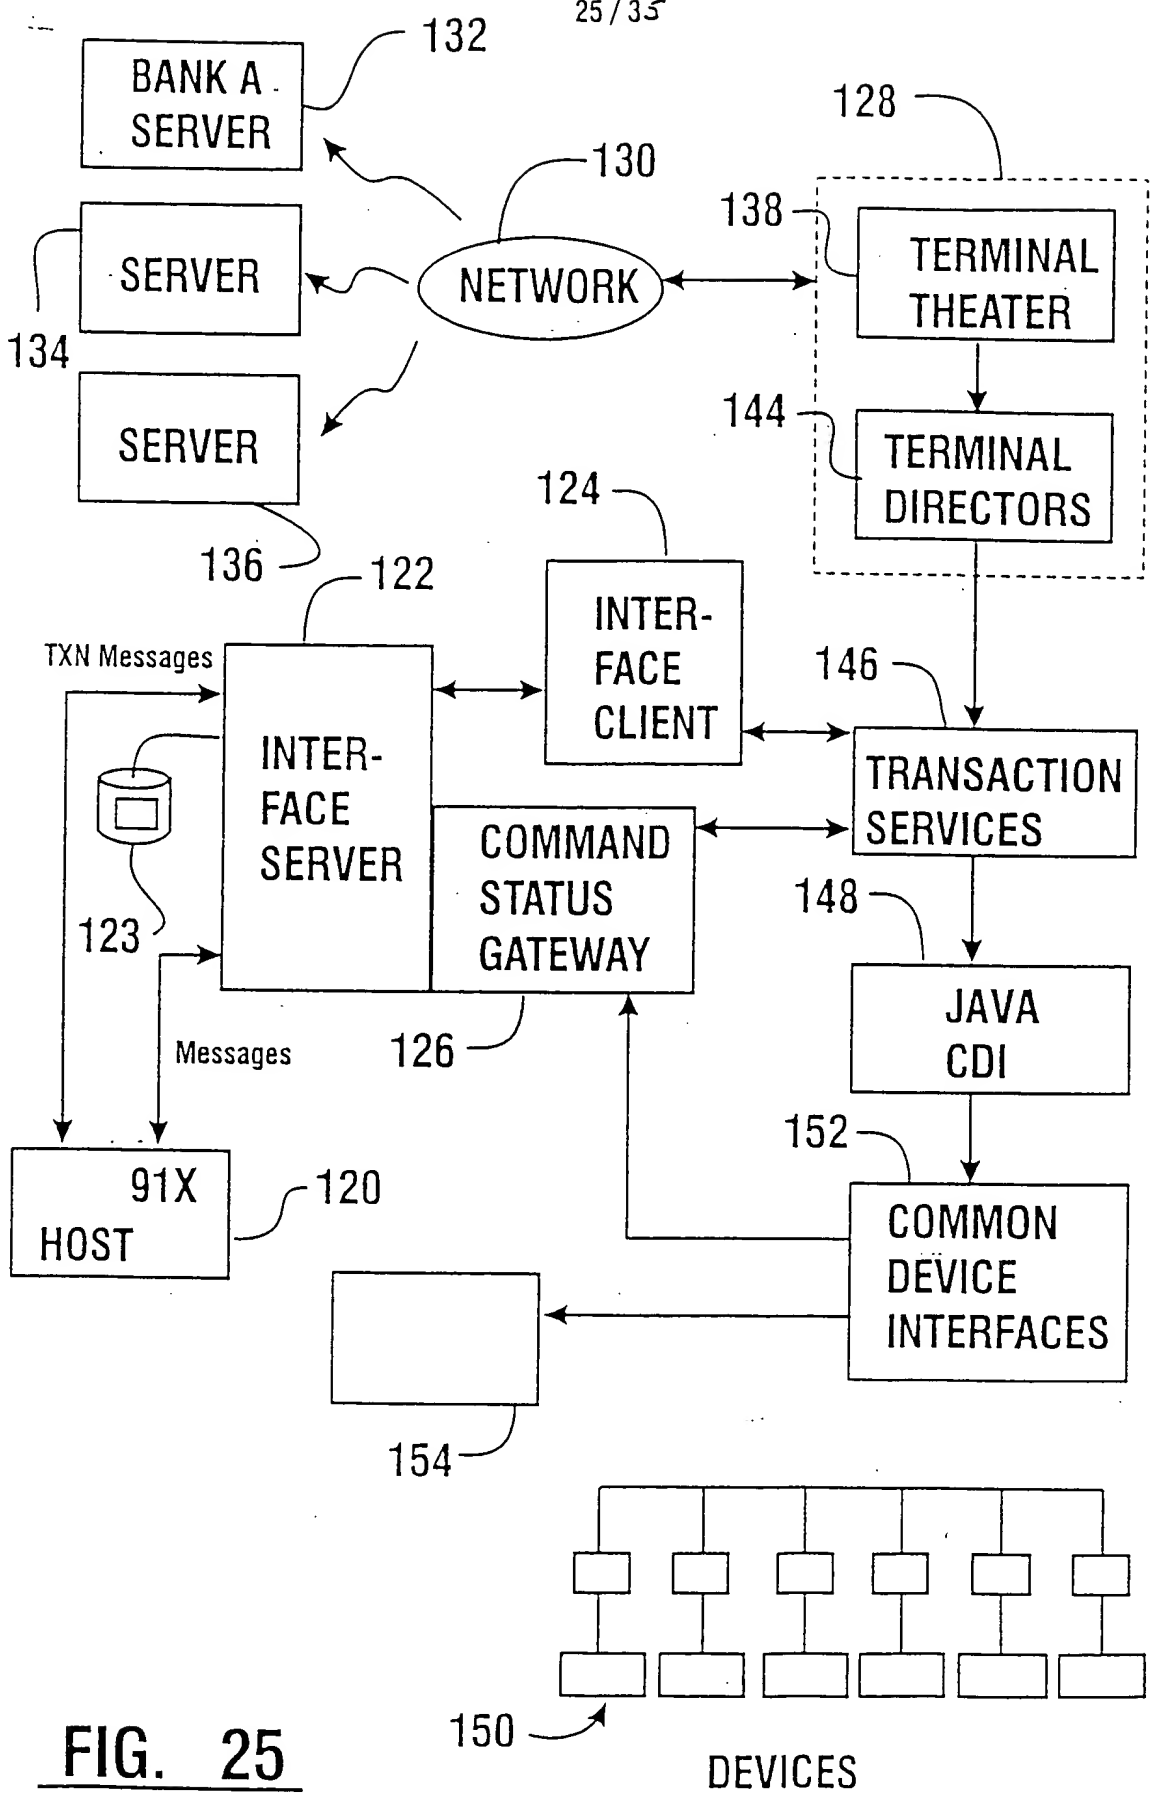 25/35
132
BANK A
SERVER
128
130
138
TERMINAL
THEATER
SERVER
NETWORK
134
144
TERMINAL
DIRECTORS
SERVER
124
136
122
INTER-
FACE
CLIENT
TXN Messages
146
INTER-
FACE
SERVER
TRANSACTION
SERVICES
COMMAND
STATUS
GATEWAY
148
123
JAVA
CDI
126
Messages
152
91X
HOST
120
COMMON
DEVICE
INTERFACES
154
150
DEVICES
FIG. 25